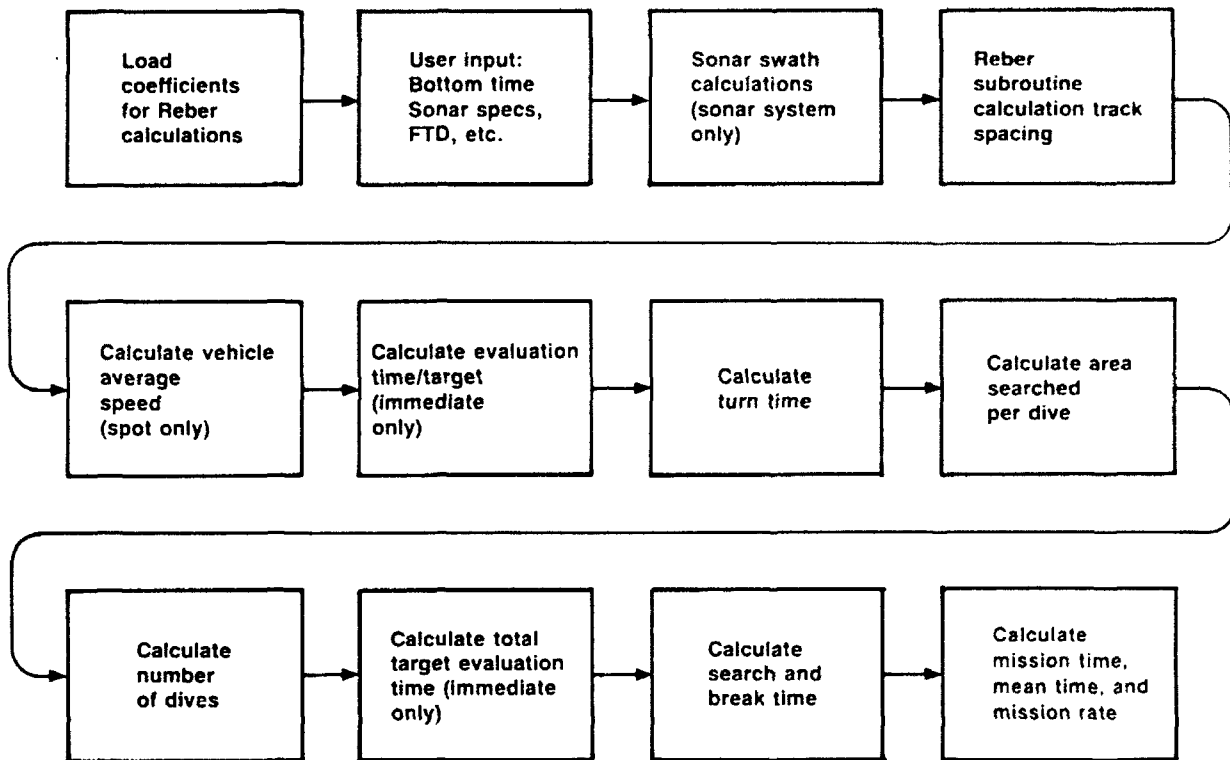 Load
coefficients
for Reber
calculations
User input:
Bottom time
Sonar specs,
FTD, etc.
Sonar swath
calculations
(sonar system
only)
Reber
subroutine
calculation track
spacing
Calculate vehicle
average
speed
(spot only)
Calculate evaluation
time/target
(immediate
only)
Calculate
turn time
Calculate area
searched
per dive
Calculate
number
of dives
Calculate total
target evaluation
time (immediate
only)
Calculate
search and
break time
Calculate
mission time,
mean time, and
mission rate